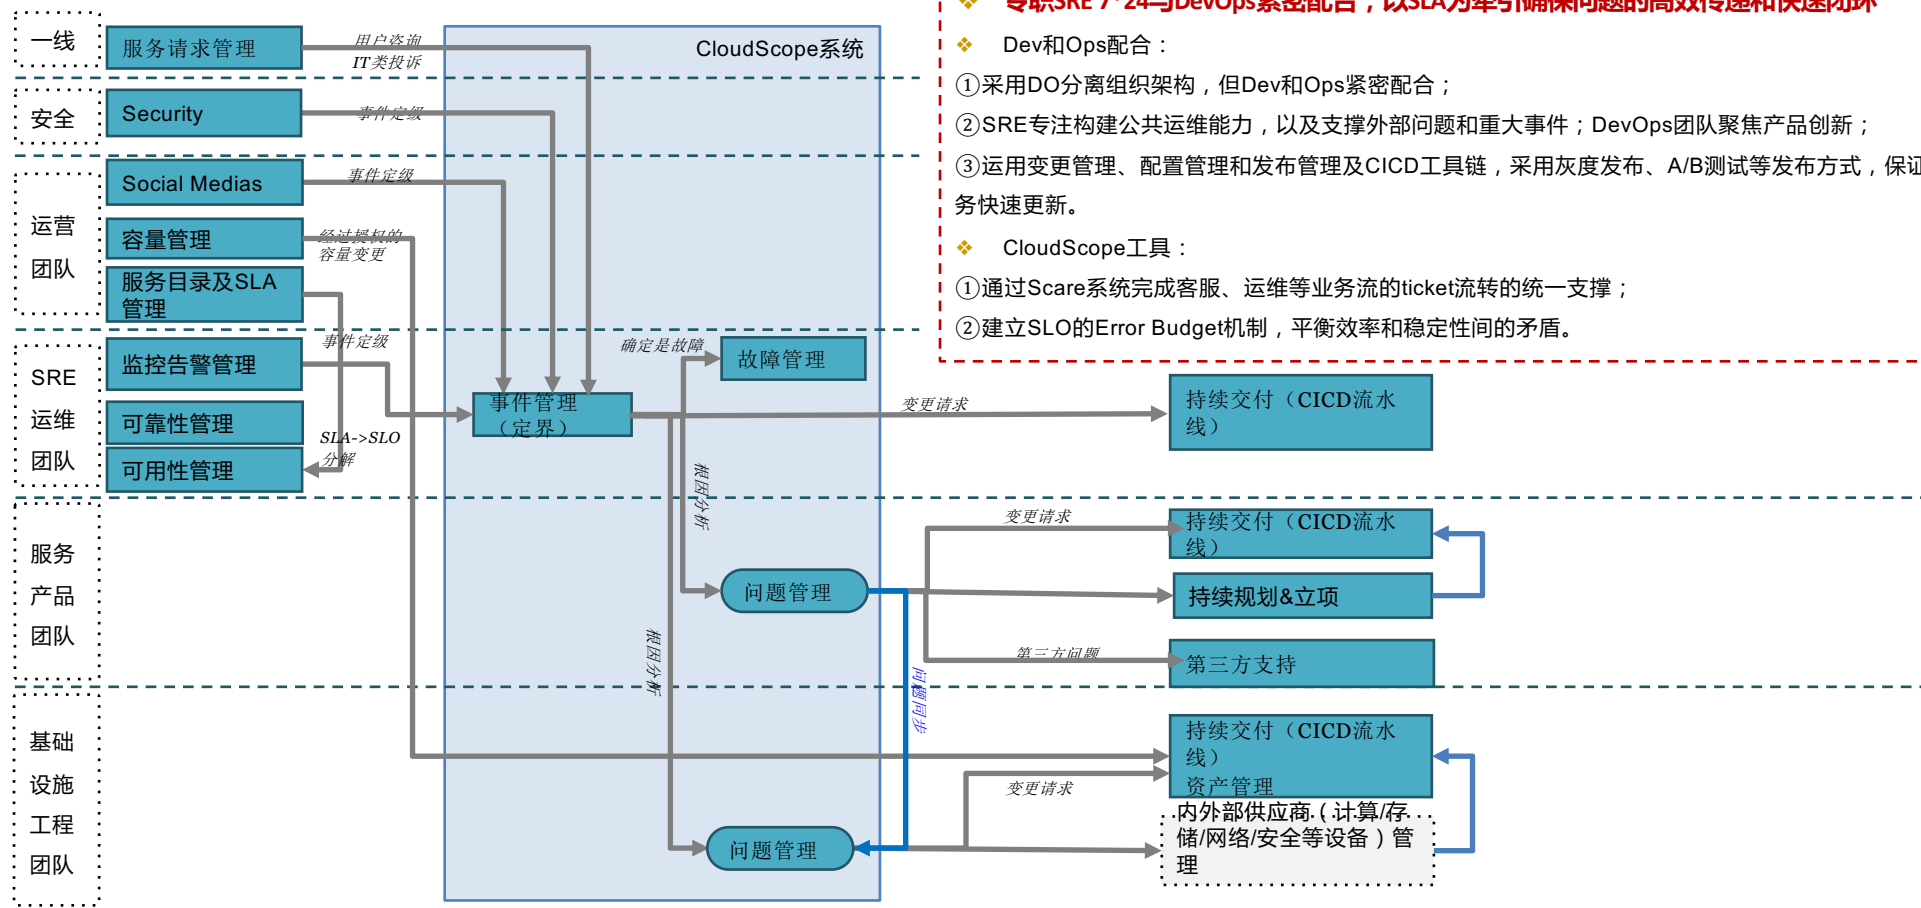 专职SRE 7*24与DevOps紧密配合，以SLA为牵引确保问题的高效传递和快速闭环
Dev和Ops配合：
①采用DO分离组织架构，但Dev和Ops紧密配合；
②SRE专注构建公共运维能力，以及支撑外部问题和重大事件；DevOps团队聚焦产品创新；
③运用变更管理、配置管理和发布管理及CICD工具链，采用灰度发布、A/B测试等发布方式，保证
务快速更新。
CloudScope工具：
①通过Scare系统完成客服、运维等业务流的ticket流转的统一支撑；
②建立SLO的Error Budget机制，平衡效率和稳定性间的矛盾。
CloudScope系统
一线
服务请求管理
用户咨询
IT类投诉
安全
Security
事件定级
运营
团队
Social Medias
事件定级
容量管理
经过授权的
容量变更
服务目录及SLA
管理
SRE
运维
团队
监控告警管理
事件定级
可靠性管理
可用性管理
SLA->SLO
分解
事件管理
（定界）
确定是故障
故障管理
变更请求
持续交付（CICD流水
线）
根因分析
服务
产品
团队
问题管理
变更请求
持续交付（CICD流水
线）
持续规划&立项
第三方问题
第三方支持
根因分析
问题同步
基础
设施
工程
团队
问题管理
变更请求
持续交付（CICD流水
线）
资产管理
内外部供应商（计算/存
储/网络/安全等设备）管
理